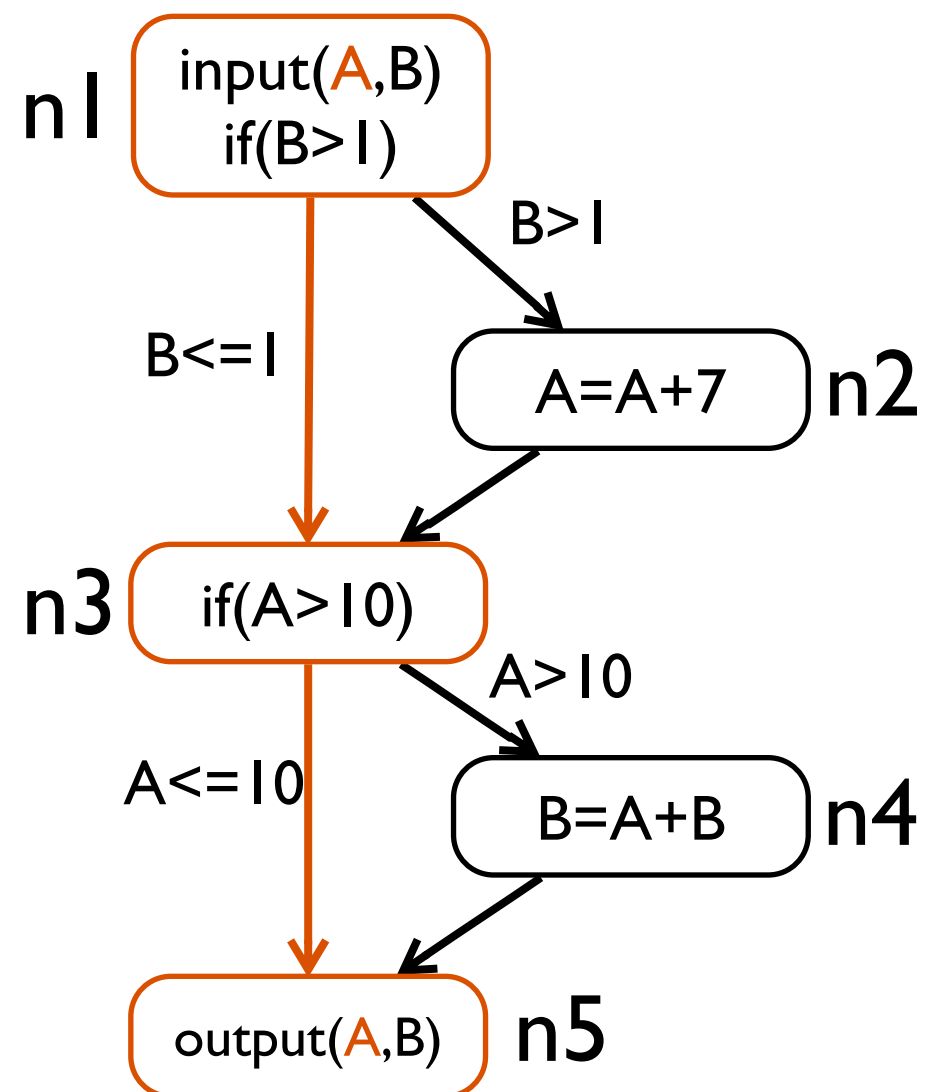 n1
input(A,B)
if(B>1)
B>1
B<=1
A=A+7
n2
n3
if(A>10)
A>10
A<=10
B=A+B
n4
output(A,B)
n5